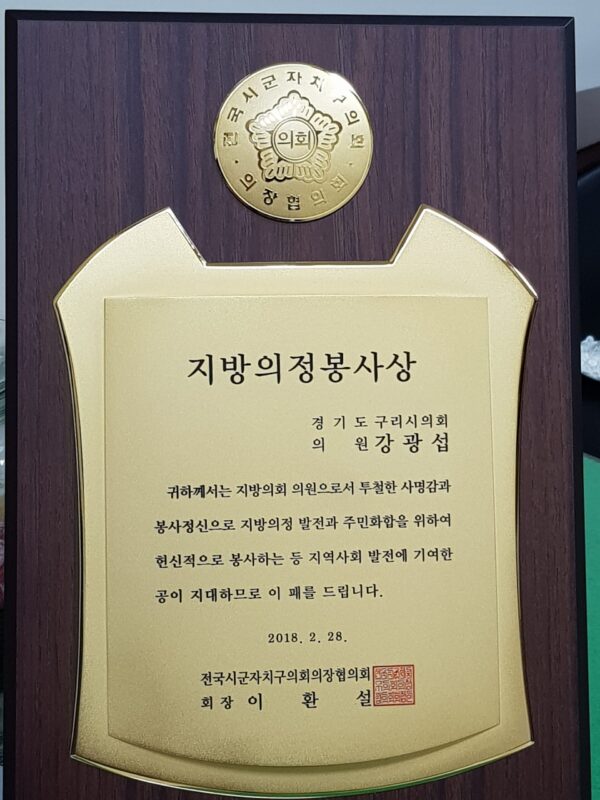 전국시군자치구의회
의회
의장협의회
지방의정봉사상
경기도 구리시의회
의 원 강광섭
귀하께서는 지방의회 의원으로서 투철한 사명감과
봉사정신으로 지방의정 발전과 주민화합을 위하여
헌신적으로 봉사하는 등 지역사회 발전에 기여한
공이 지대하므로 이 패를 드립니다.
2018. 2. 28.
전국시군자치구의회의장협의회
회장 이 환 설